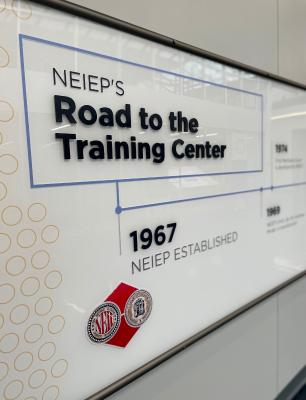 NEIEP'S
Road to the
Training Center
1967
NEIEP ESTABLISHED
1974
1969